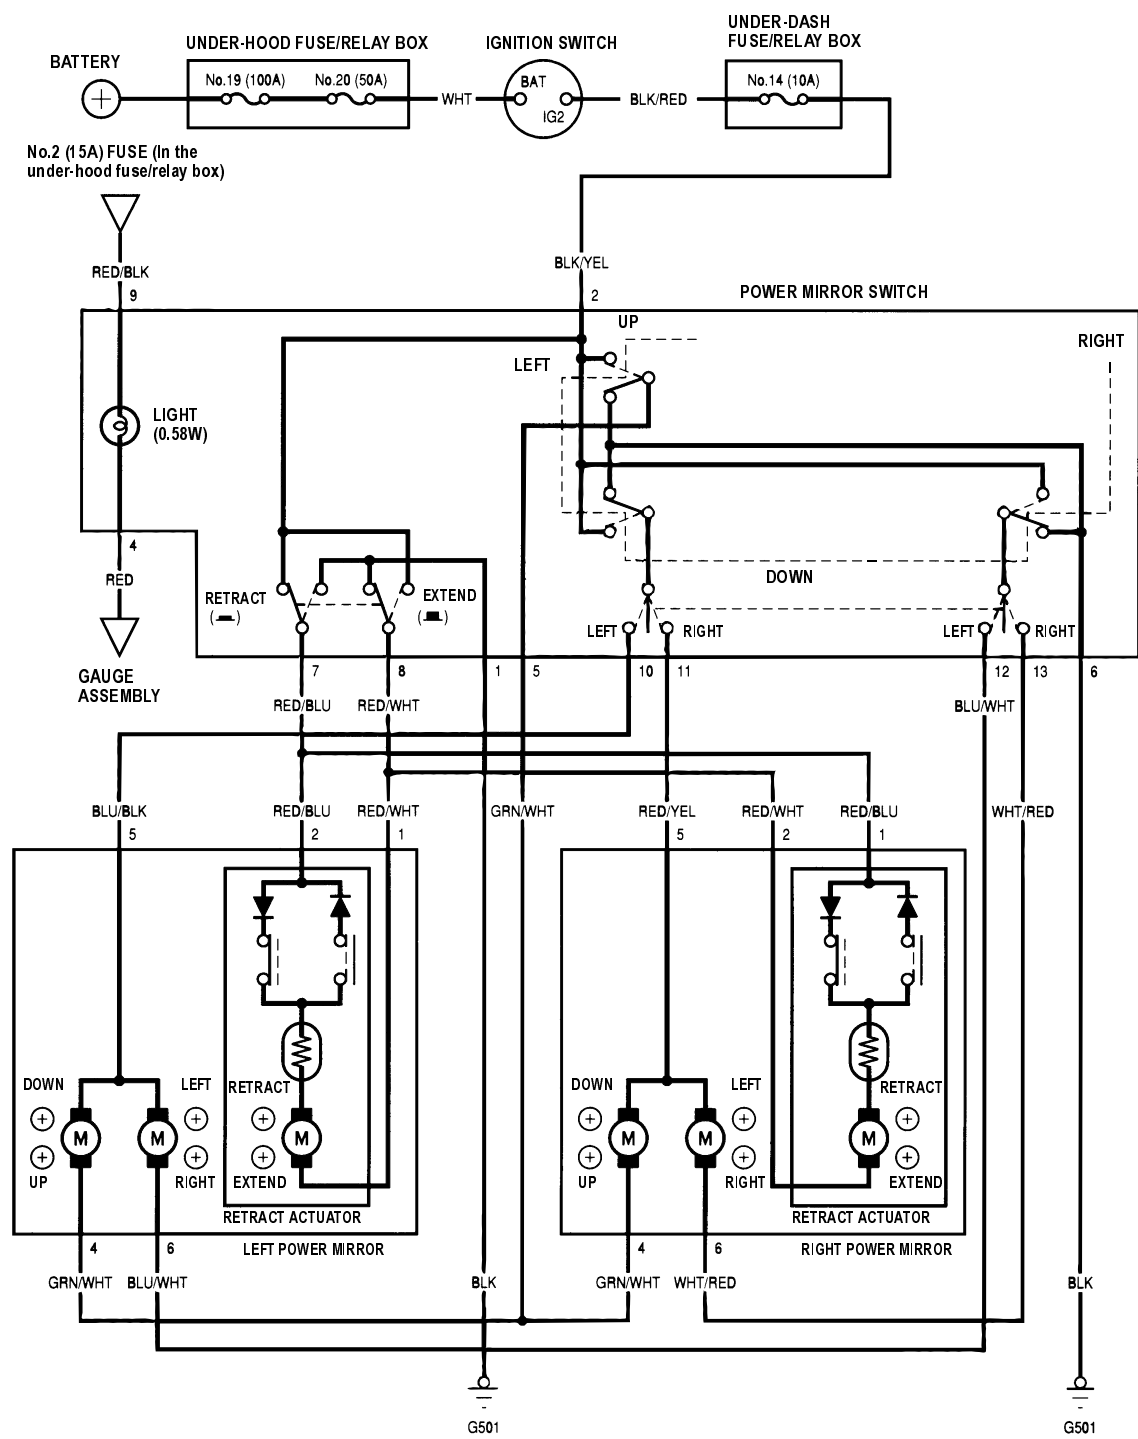 UNDER-DASH
FUSE/RELAY BOX
UNDER-HOOD FUSE/RELAY BOX
IGNITION SWITCH
BATTERY
No.19 (100A)
No.20 (50A)
BAT
No.14 (10A)
WHT
BLK/RED
IG2
No.2 (15A) FUSE (In the
under-hood fuse/relay box)
BLK/YEL
RED/BLK
9
2
POWER MIRROR SWITCH
UP
RIGHT
LEFT
LIGHT
(0.58W)
4
RED
DOWN
RETRACT
EXTEND
LEFT
RIGHT
LEFT
RIGHT
7
8
1
5
10
11
12
13
6
GAUGE
ASSEMBLY
RED/BLU
RED/WHT
BLU/WHT
BLU/BLK
RED/BLU
RED/WHT
GRN/WHT
RED/YEL
RED/WHT
RED/BLU
WHT/RED
5
2
1
5
2
1
DOWN
LEFT
RETRACT
DOWN
LEFT
RETRACT
M
M
M
M
M
M
UP
RIGHT
EXTEND
UP
RIGHT
EXTEND
RETRACT ACTUATOR
RETRACT ACTUATOR
4
6
LEFT POWER MIRROR
4
6
RIGHT POWER MIRROR
GRN/WHT
BLU/WHT
BLK
GRN/WHT
WHT/RED
BLK
G501
G501